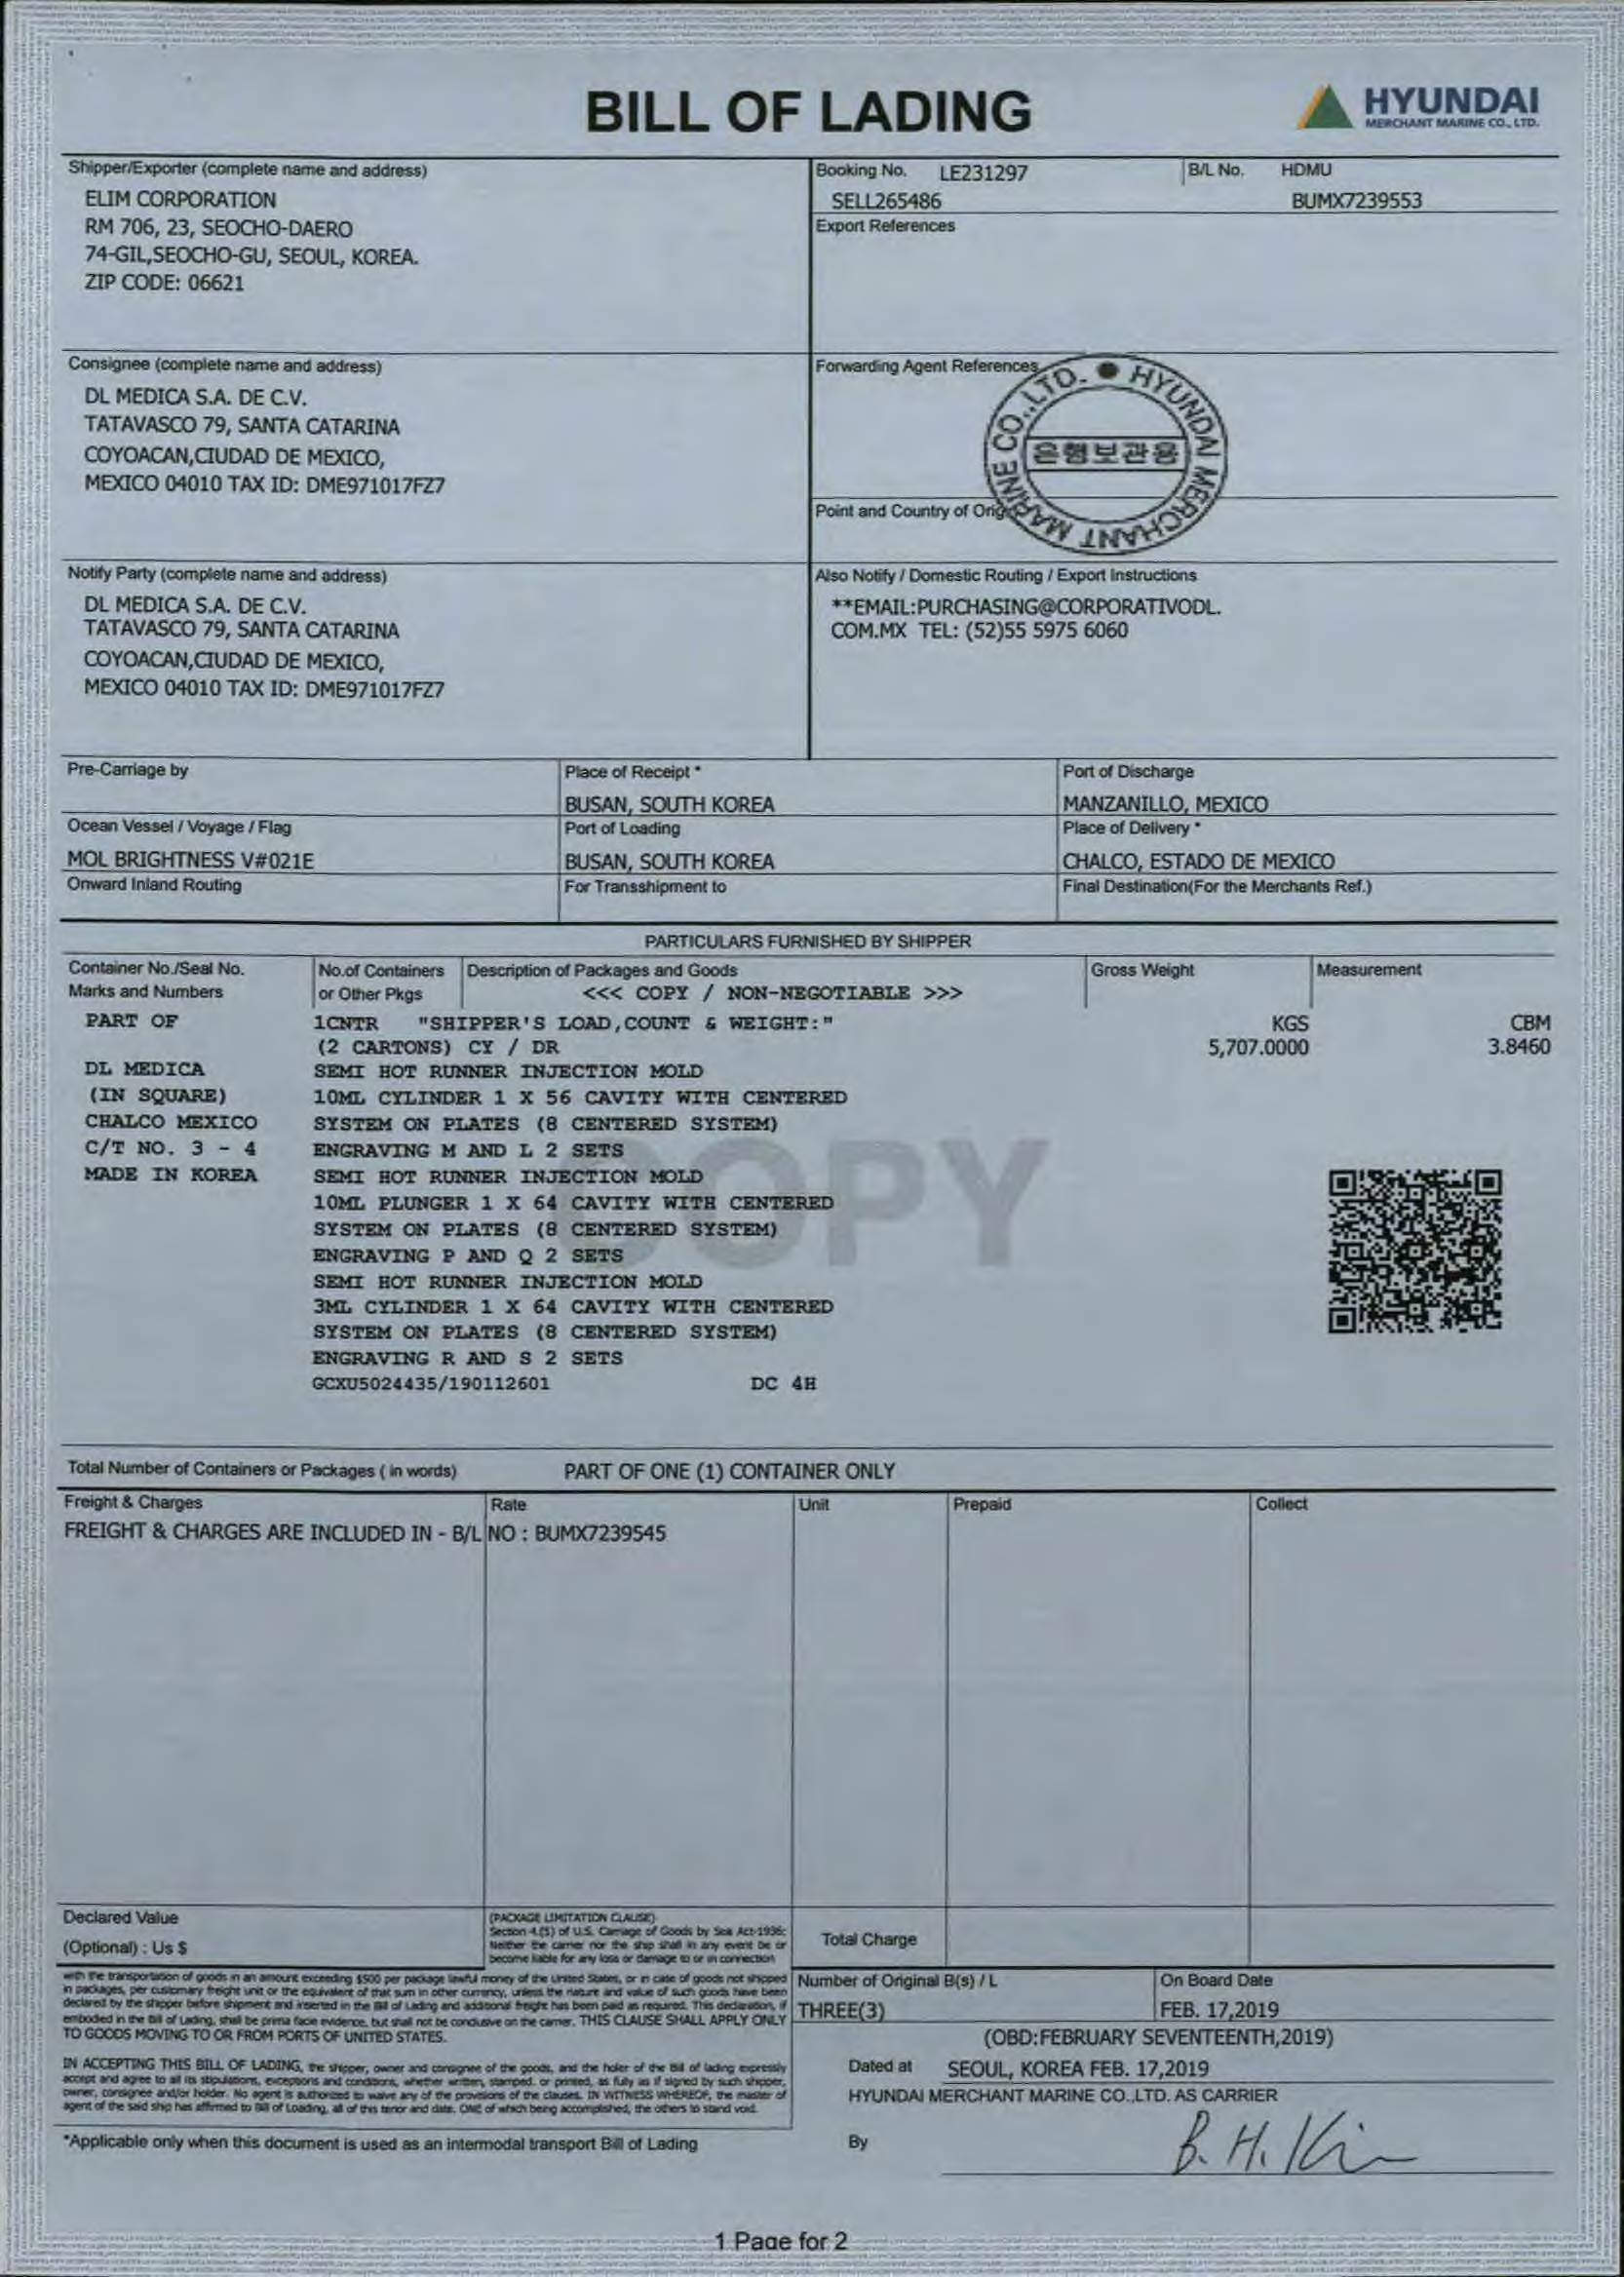 BILL OF LADING
HYUNDAI
MERCHANT MARINE CO., LTD.
Shipper/Exporter (complete name and address)
ELIM CORPORATION
RM 706, 23, SEOCHO-DAERO
74-GIL,SEOCHO-GU, SEOUL, KOREA.
ZIP CODE: 06621
Booking No. LE231297
SELL265486
B/L No. HDMU
BUMX7239553
Export References
Consignee (complete name and address)
DL MEDICA S.A. DE C.V.
TATAVASCO 79, SANTA CATARINA
COYOACAN,CIUDAD DE MEXICO,
MEXICO 04010 TAX ID: DME971017FZ7
Forwarding Agent References
HYUNDAI MERCHANT MARINE CO.,LTD.
은행보관용
Point and Country of Origin
Notify Party (complete name and address)
DL MEDICA S.A. DE C.V.
TATAVASCO 79, SANTA CATARINA
COYOACAN,CIUDAD DE MEXICO,
MEXICO 04010 TAX ID: DME971017FZ7
Also Notify / Domestic Routing / Export Instructions
**EMAIL:PURCHASING@CORPORATIVODL.
COM.MX TEL: (52)55 5975 6060
Pre-Carriage by
Place of Receipt *
BUSAN, SOUTH KOREA
Port of Discharge
MANZANILLO, MEXICO
Ocean Vessel / Voyage / Flag
MOL BRIGHTNESS V#021E
Port of Loading
BUSAN, SOUTH KOREA
Place of Delivery *
CHALCO, ESTADO DE MEXICO
Onward Inland Routing
For Transshipment to
Final Destination(For the Merchants Ref.)
PARTICULARS FURNISHED BY SHIPPER
Container No./Seal No.
Marks and Numbers
No.of Containers
or Other Pkgs
Description of Packages and Goods
<<< COPY / NON-NEGOTIABLE >>>
Gross Weight
Measurement
PART OF
DL MEDICA
(IN SQUARE)
CHALCO MEXICO
C/T NO. 3 - 4
MADE IN KOREA
1CNTR "SHIPPER'S LOAD,COUNT & WEIGHT:"
(2 CARTONS) CY / DR
SEMI HOT RUNNER INJECTION MOLD
10ML CYLINDER 1 X 56 CAVITY WITH CENTERED
SYSTEM ON PLATES (8 CENTERED SYSTEM)
ENGRAVING M AND L 2 SETS
SEMI HOT RUNNER INJECTION MOLD
10ML PLUNGER 1 X 64 CAVITY WITH CENTERED
SYSTEM ON PLATES (8 CENTERED SYSTEM)
ENGRAVING P AND Q 2 SETS
SEMI HOT RUNNER INJECTION MOLD
3ML CYLINDER 1 X 64 CAVITY WITH CENTERED
SYSTEM ON PLATES (8 CENTERED SYSTEM)
ENGRAVING R AND S 2 SETS
GCXU5024435/190112601 DC 4H
KGS
5,707.0000
CBM
3.8460
COPY
Total Number of Containers or Packages ( in words) PART OF ONE (1) CONTAINER ONLY
Freight & Charges
Rate
Unit
Prepaid
Collect
FREIGHT & CHARGES ARE INCLUDED IN - B/L NO : BUMX7239545
Declared Value
(Optional) : Us $
(PACKAGE LIMITATION CLAUSE)
Section 4.(5) of U.S. Carriage of Goods by Sea Act-1936:
Neither the carrier nor the ship shall in any event be or
become liable for any loss or damage to or in connection
with the transportation of goods in an amount exceeding $500 per package lawful money of the United States, or in case of goods not shipped
in packages, per customary freight unit or the equivalent of that sum in other currency, unless the nature and value of such goods have been
declared by the shipper before shipment and inserted in the Bill of Lading and additional freight has been paid as required. This declaration, if
embodied in the Bill of Lading, shall be prima facie evidence, but shall not be conclusive on the carrier. THIS CLAUSE SHALL APPLY ONLY
TO GOODS MOVING TO OR FROM PORTS OF UNITED STATES.
IN ACCEPTING THIS BILL OF LADING, the shipper, owner and consignee of the goods, and the holer of the Bill of lading expressly
accept and agree to all its stipulations, exceptions and conditions, whether written, stamped, or printed, as fully as if signed by such shipper,
owner, consignee and/or holder. No agent is authorized to waive any of the provisions of the clauses. IN WITNESS WHEREOF, the master of
agent of the said ship has affirmed to Bill of Loading, all of this tenor and date. ONE of which being accomplished, the others to stand void.
*Applicable only when this document is used as an intermodal transport Bill of Lading
Total Charge
Number of Original B(s) / L
THREE(3)
On Board Date
FEB. 17,2019
(OBD:FEBRUARY SEVENTEENTH,2019)
Dated at SEOUL, KOREA FEB. 17,2019
HYUNDAI MERCHANT MARINE CO.,LTD. AS CARRIER
By B. H. Kim
1 Page for 2